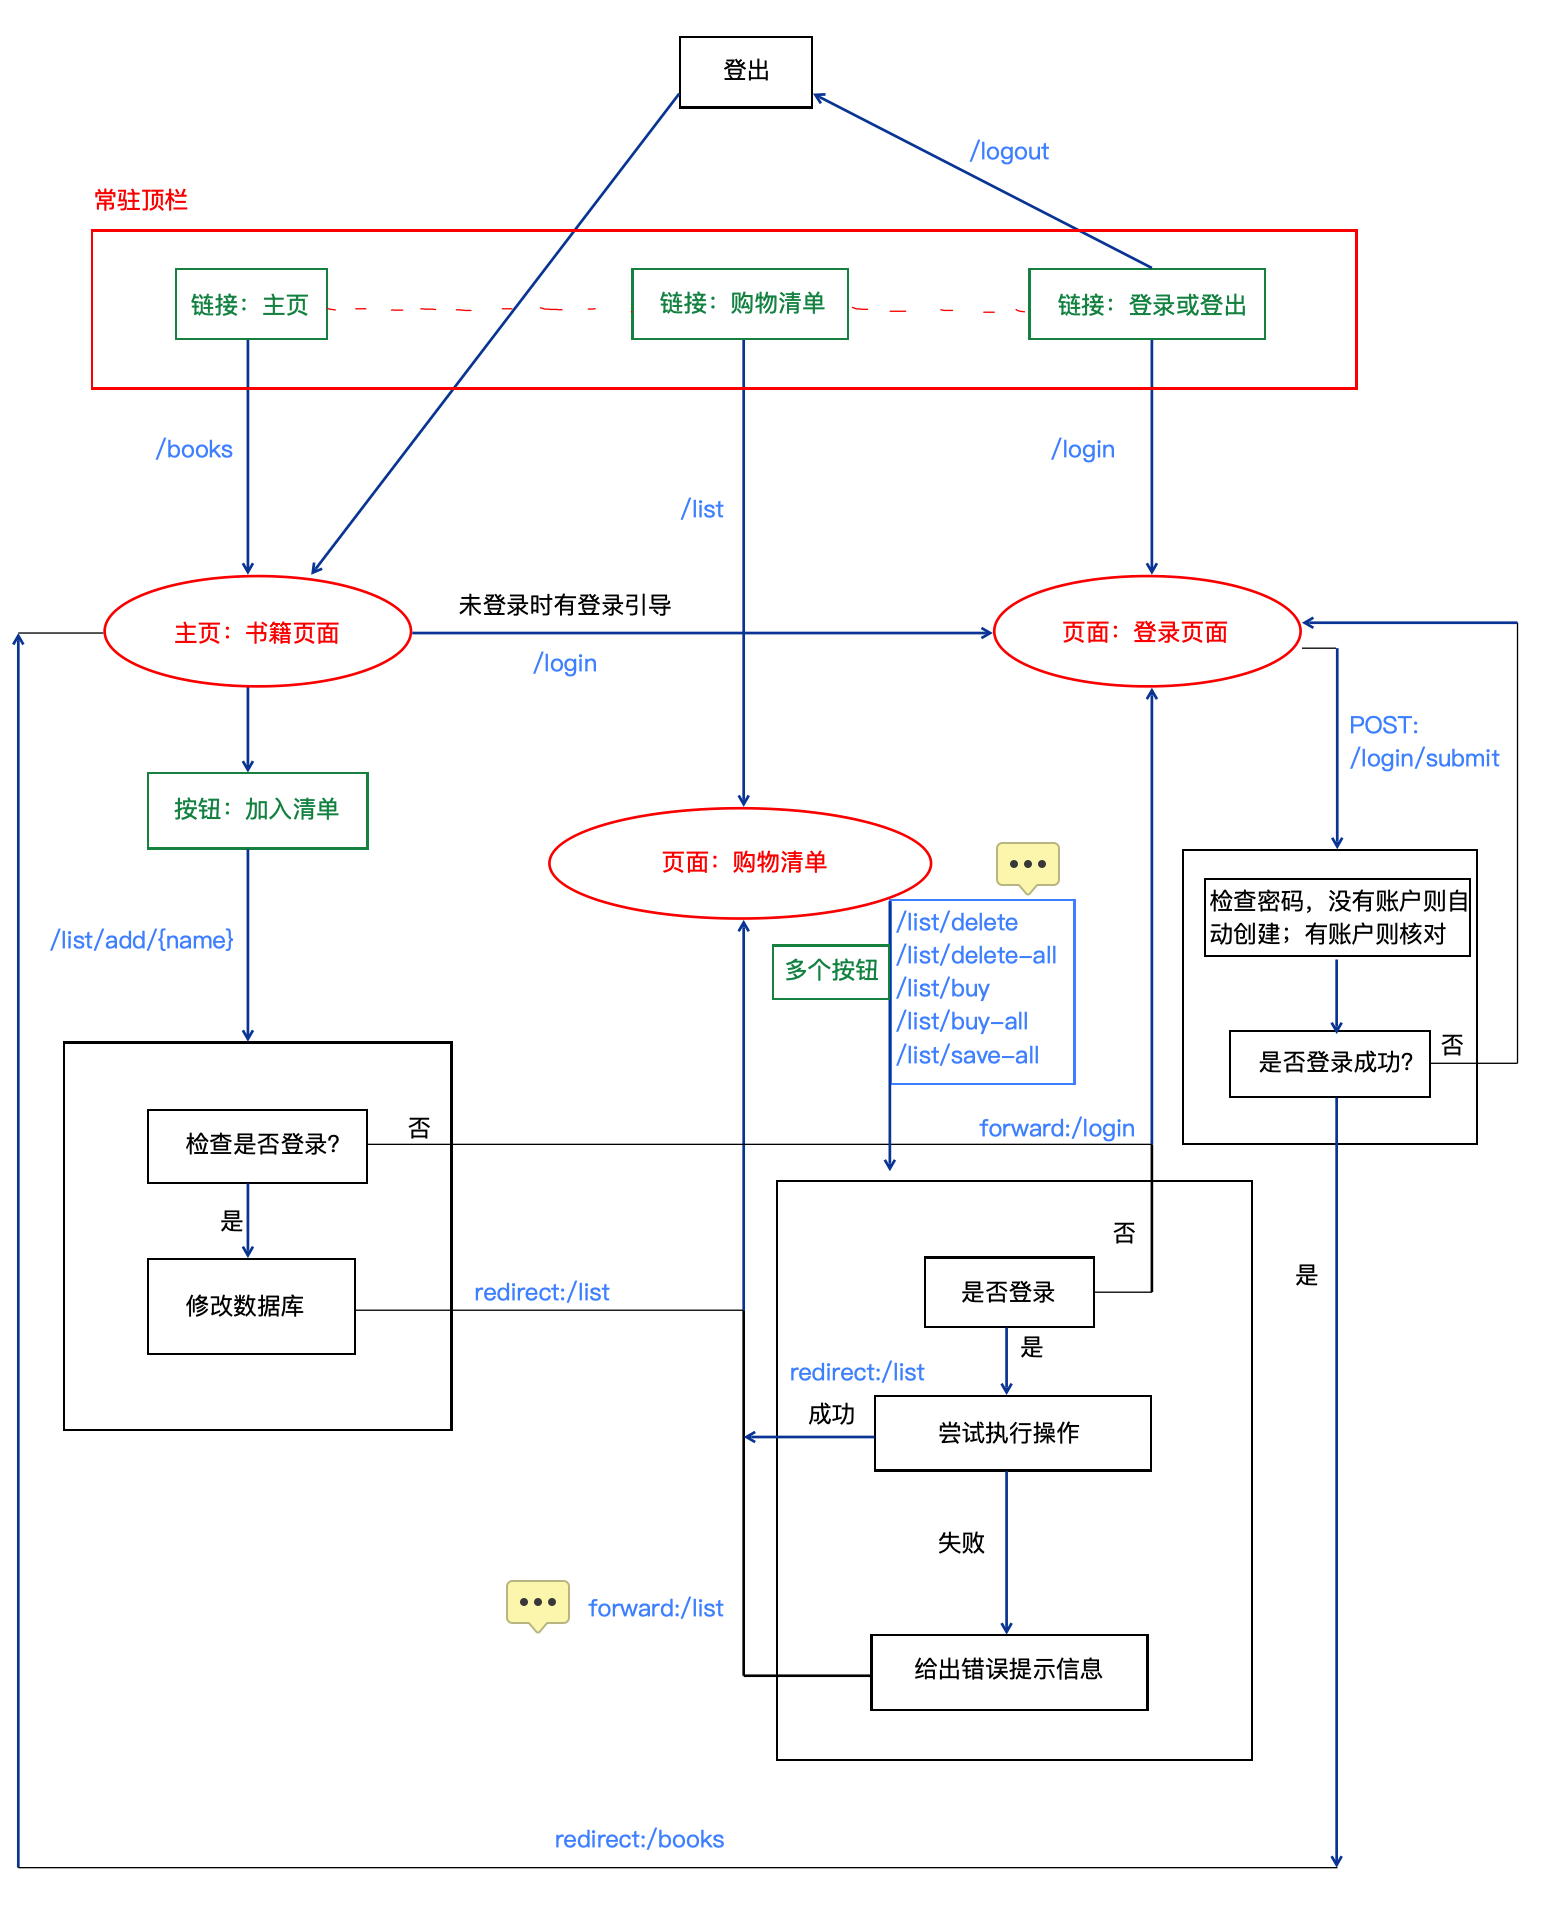 登出
/logout
常驻顶栏
链接：主页
链接：购物清单
链接：登录或登出
/books
/list
/login
未登录时有登录引导
/login
主页：书籍页面
页面：登录页面
POST:
/login/submit
按钮：加入清单
页面：购物清单
/list/add/{name}
多个按钮
/list/delete
/list/delete-all
/list/buy
/list/buy-all
/list/save-all
检查密码，没有账户则自
动创建；有账户则核对
是否登录成功?
否
检查是否登录?
否
forward:/login
是
修改数据库
redirect:/list
否
是否登录
是
是
redirect:/list
成功
尝试执行操作
失败
forward:/list
给出错误提示信息
redirect:/books